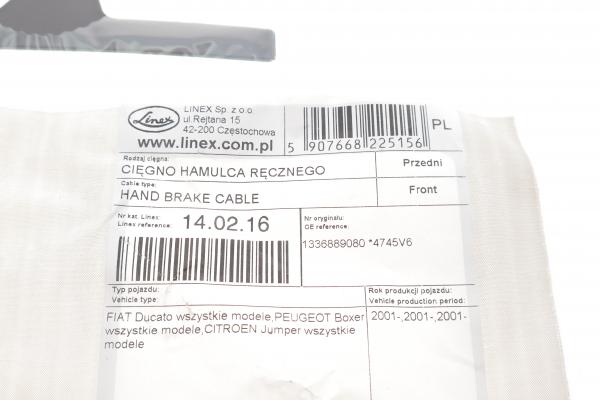 Linex
LINEX Sp. z o.o.
ul.Rejtana 15
42-200 Częstochowa
www.linex.com.pl
5 907668 225156
PL
Rodzaj cięgna:
CIĘGNO HAMULCA RĘCZNEGO
Przedni
Cable type:
HAND BRAKE CABLE
Front
Nr kat. Linex:
Linex reference:
14.02.16
Nr oryginału:
OE reference:
1336889080 *4745V6
Typ pojazdu:
Vehicle type:
Rok produkcji pojazdu:
Vehicle production period:
FIAT Ducato wszystkie modele,PEUGEOT Boxer
wszystkie modele,CITROEN Jumper wszystkie
modele
2001-,2001-,2001-